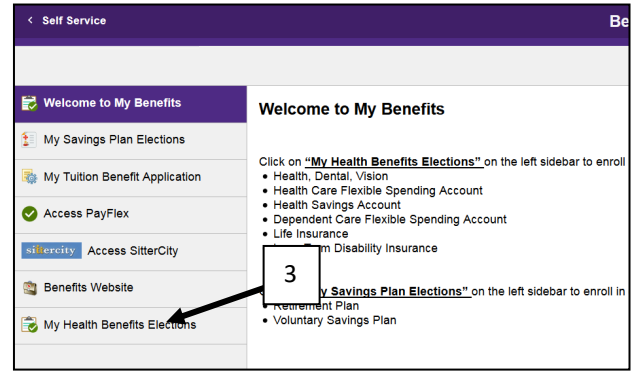 < Self Service
Be
Welcome to My Benefits
My Savings Plan Elections
My Tuition Benefit Application
Access PayFlex
sittercity Access SitterCity
Benefits Website
My Health Benefits Elections
Welcome to My Benefits
Click on "My Health Benefits Elections" on the left sidebar to enroll
• Health, Dental, Vision
• Health Care Flexible Spending Account
• Health Savings Account
• Dependent Care Flexible Spending Account
• Life Insurance
• Disability Insurance
3
Savings Plan Elections" on the left sidebar to enroll in
• Retirement Plan
• Voluntary Savings Plan